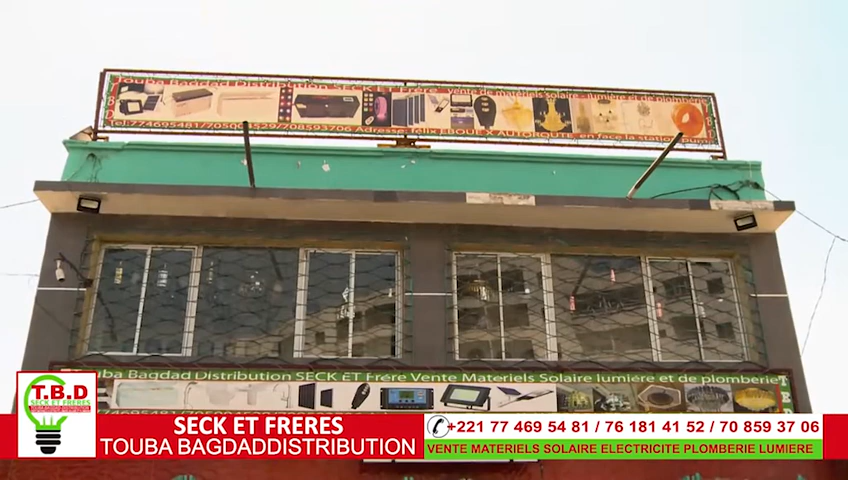 Touba Bagdad Distribution SECK ET Frère Vente de matériels solaire lumière et de plomberie
Adresse: félix EBOUE X AUTOROUTE, en face la station
Touba Bagdad Distribution SECK ET Frère Vente Materiels Solaire lumière et de plomberie
T.B.D
SECK ET FRERES
SECK ET FRERES
TOUBA BAGDADDISTRIBUTION
+221 77 469 54 81 / 76 181 41 52 / 70 859 37 06
VENTE MATERIELS SOLAIRE ELECTRICITE PLOMBERIE LUMIERE